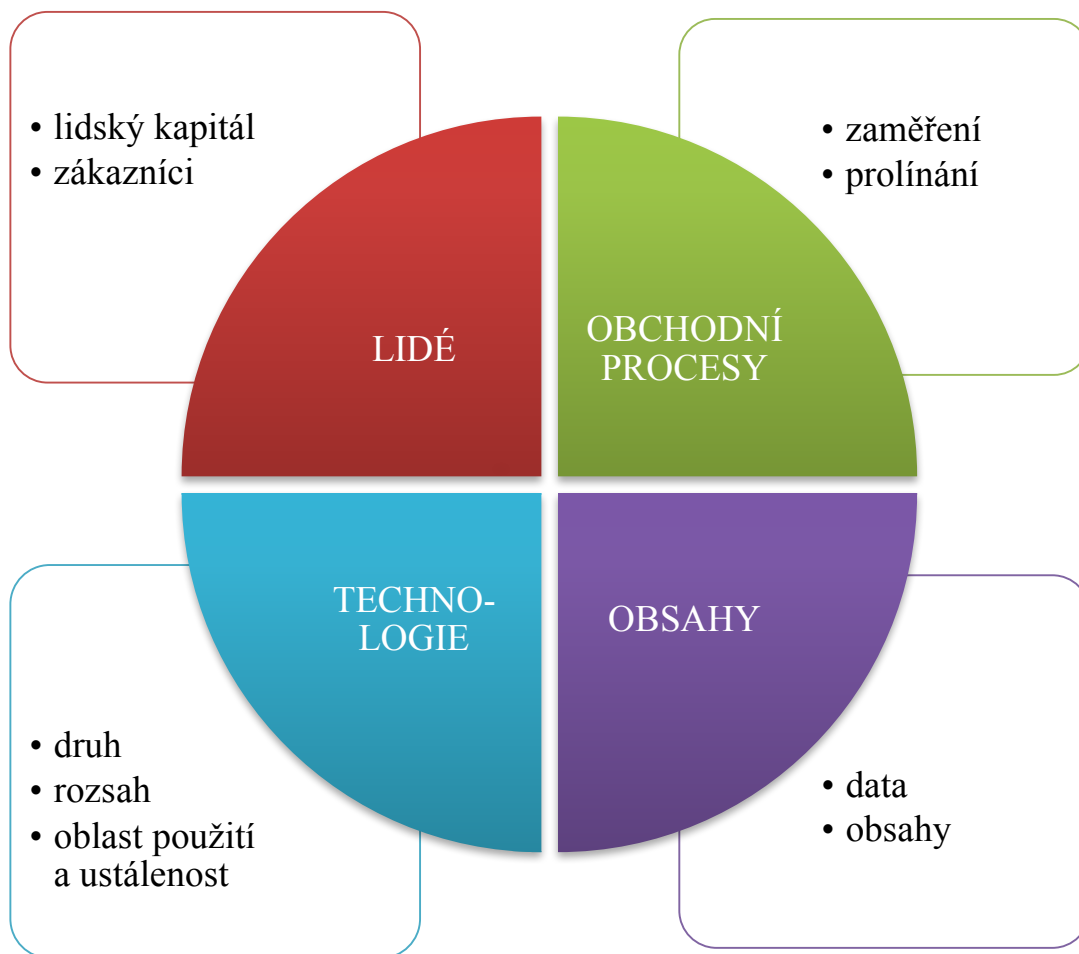 • lidský kapitál
• zákazníci
• zaměření
• prolínání
LIDÉ
OBCHODNÍ
PROCESY
TECHNO-
LOGIE
OBSAHY
• druh
• rozsah
• oblast použití
a ustálenost
• data
• obsahy